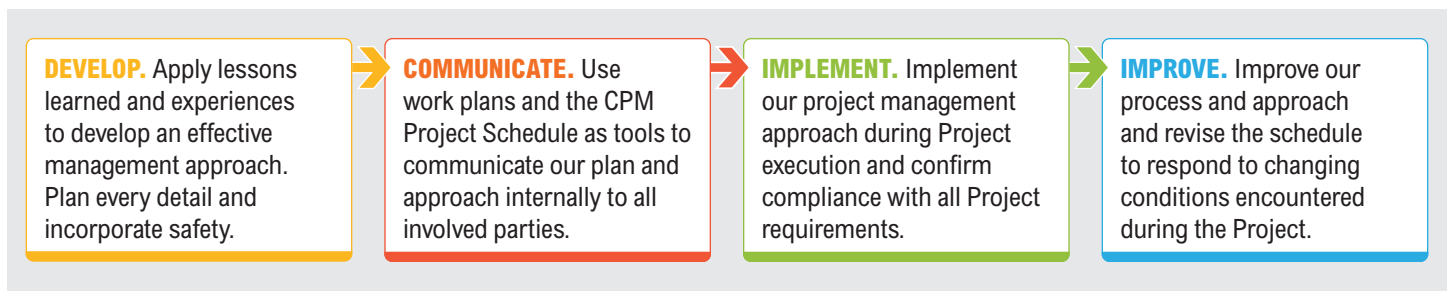 DEVELOP. Apply lessons
learned and experiences
to develop an effective
management approach.
Plan every detail and
incorporate safety.
COMMUNICATE. Use
work plans and the CPM
Project Schedule as tools to
communicate our plan and
approach internally to all
involved parties.
IMPLEMENT. Implement
our project management
approach during Project
execution and confirm
compliance with all Project
requirements.
IMPROVE. Improve our
process and approach
and revise the schedule
to respond to changing
conditions encountered
during the Project.